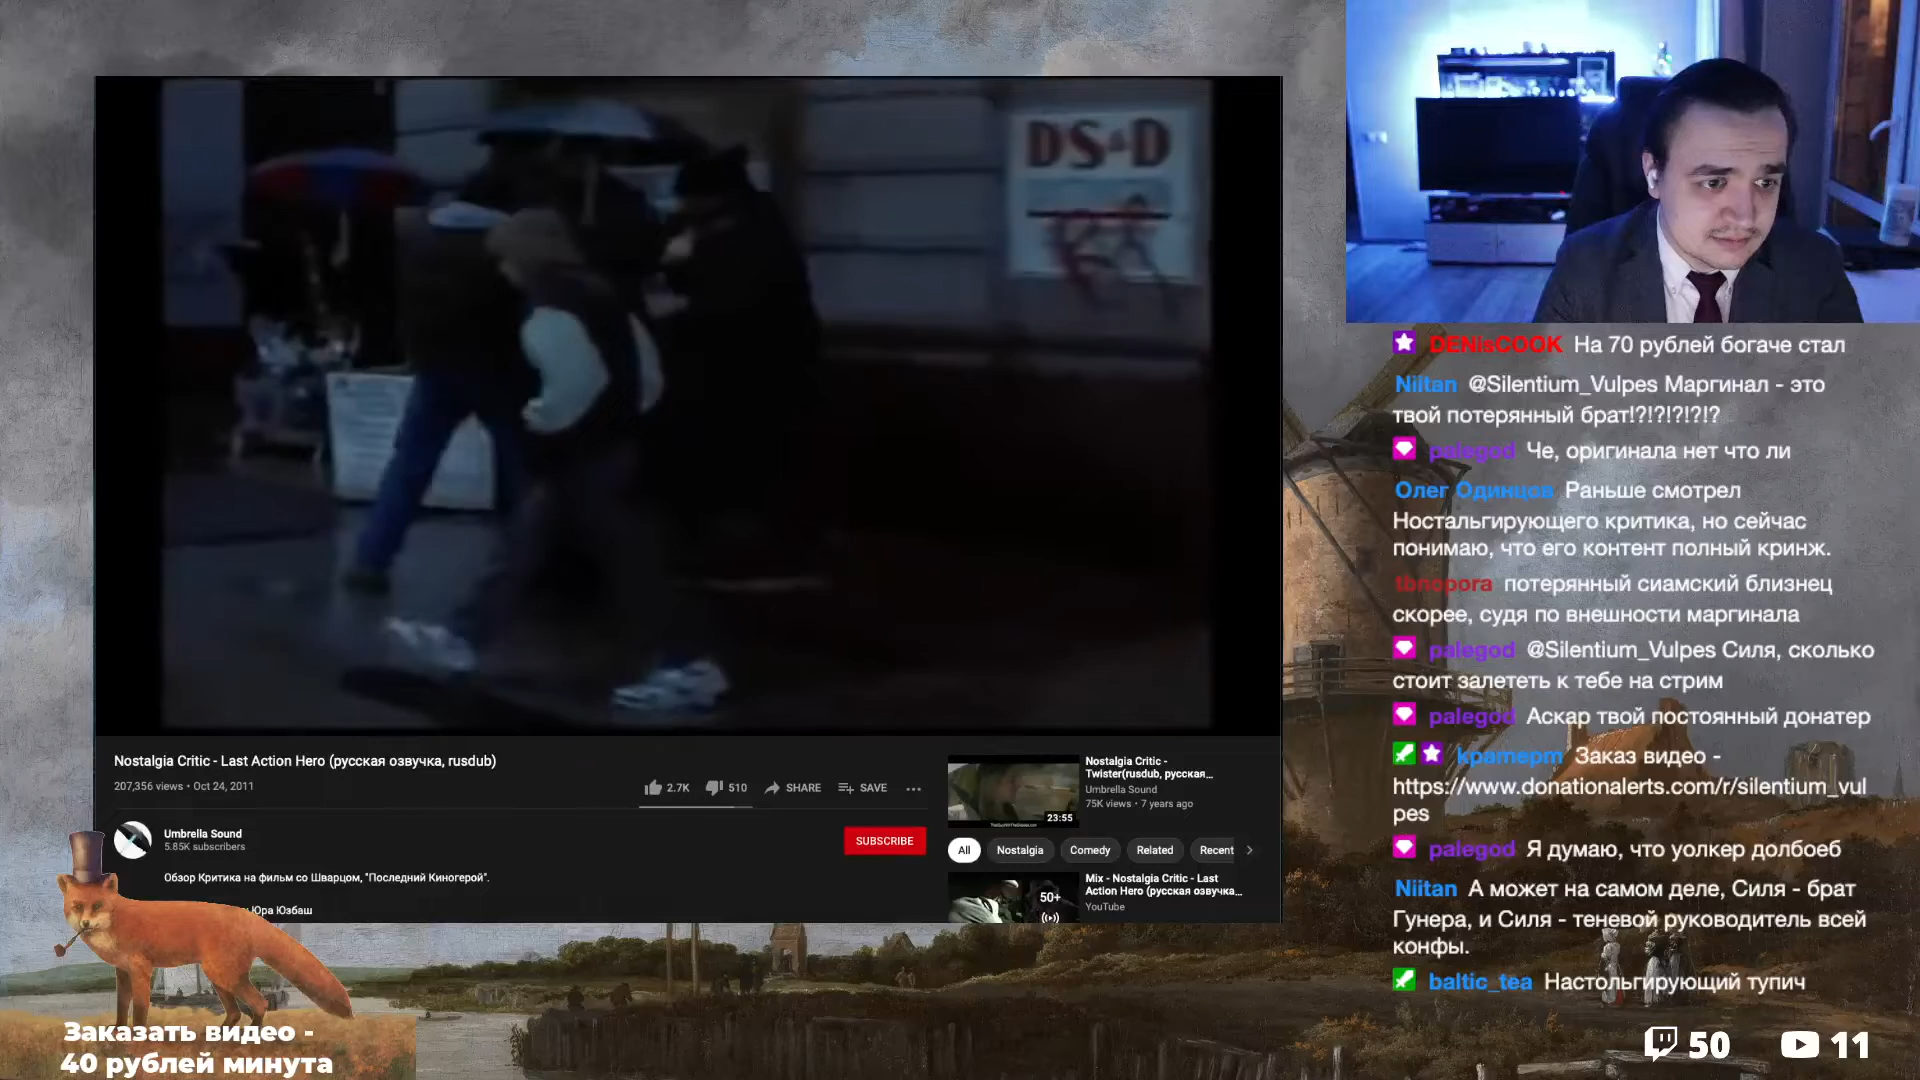 DS&D
Nostalgia Critic - Last Action Hero (русская озвучка, rusdub)
207,356 views • Oct 24, 2011
2.7K
510
SHARE
SAVE
Umbrella Sound
5.85K subscribers
SUBSCRIBE
Обзор Критика на фильм со Шварцом, "Последний Киногерой".
Юра Юзбаш
Nostalgia Critic -
Twister(rusdub, русская...
Umbrella Sound
75K views • 7 years ago
23:55
All
Nostalgia
Comedy
Related
Recent
Mix - Nostalgia Critic - Last
Action Hero (русская озвучка...
YouTube
50+
Заказать видео -
40 рублей минута
DENisCOOK На 70 рублей богаче стал
Niitan @Silentium_Vulpes Маргинал - это
твой потерянный брат!?!?!?!?!?
palegod Че, оригинала нет что ли
Олег Одинцов Раньше смотрел
Ностальгирующего критика, но сейчас
понимаю, что его контент полный кринж.
tbnopora потерянный сиамский близнец
скорее, судя по внешности маргинала
palegod @Silentium_Vulpes Силя, сколько
стоит залететь к тебе на стрим
palegod Аскар твой постоянный донатер
kpamepm Заказ видео -
https://www.donationalerts.com/r/silentium_vul
pes
palegod Я думаю, что уолкер долбоеб
Niitan А может на самом деле, Силя - брат
Гунера, и Силя - теневой руководитель всей
конфы.
baltic_tea Настольгирующий тупич
50
11